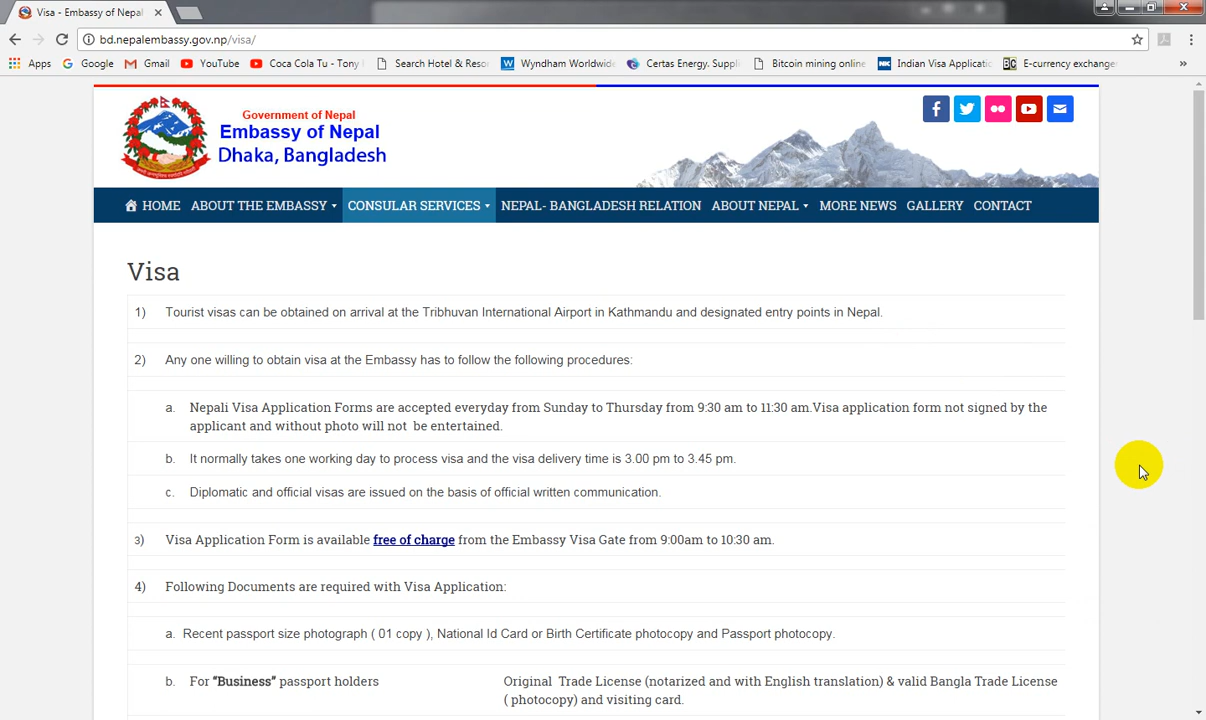 Visa - Embassy of Nepal
bd.nepalembassy.gov.np/visa/
Apps Google Gmail YouTube Coca Cola Tu - Tony Search Hotel & Reso Wyndham Worldwide Certas Energy. Suppl Bitcoin mining online Indian Visa Applicatio E-currency exchanger »
Government of Nepal
Embassy of Nepal
Dhaka, Bangladesh
HOME ABOUT THE EMBASSY CONSULAR SERVICES NEPAL- BANGLADESH RELATION ABOUT NEPAL MORE NEWS GALLERY CONTACT
Visa
1) Tourist visas can be obtained on arrival at the Tribhuvan International Airport in Kathmandu and designated entry points in Nepal.
2) Any one willing to obtain visa at the Embassy has to follow the following procedures:
a. Nepali Visa Application Forms are accepted everyday from Sunday to Thursday from 9:30 am to 11:30 am.Visa application form not signed by the
applicant and without photo will not be entertained.
b. It normally takes one working day to process visa and the visa delivery time is 3.00 pm to 3.45 pm.
c. Diplomatic and official visas are issued on the basis of official written communication.
3) Visa Application Form is available free of charge from the Embassy Visa Gate from 9:00am to 10:30 am.
4) Following Documents are required with Visa Application:
a. Recent passport size photograph ( 01 copy ), National Id Card or Birth Certificate photocopy and Passport photocopy.
b. For “Business” passport holders Original Trade License (notarized and with English translation) & valid Bangla Trade License
( photocopy) and visiting card.